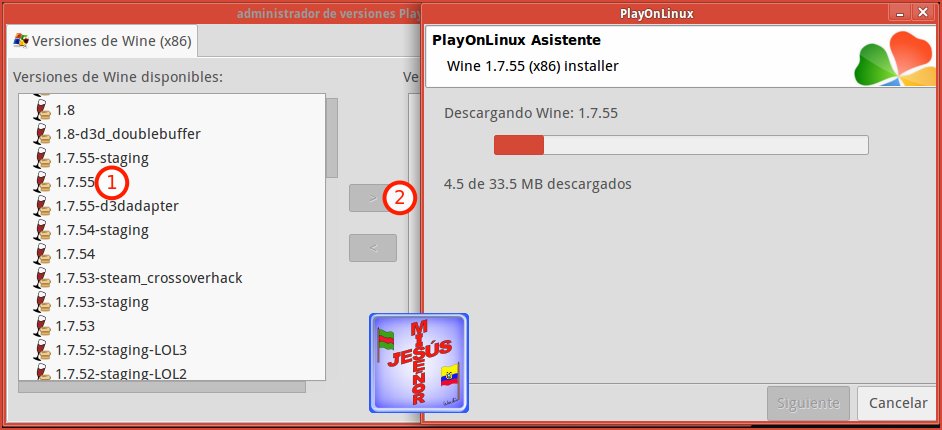 administrador de versiones Play
Versiones de Wine (x86)
Versiones de Wine disponibles:
Ve
1.8
1.8-d3d_doublebuffer
1.7.55-staging
1.7.55
1
1.7.55-d3dadapter
1.7.54-staging
1.7.54
1.7.53-steam_crossoverhack
1.7.53-staging
1.7.53
1.7.52-staging-LOL3
1.7.52-staging-LOL2
>
2
<
PlayOnLinux
PlayOnLinux Asistente
Wine 1.7.55 (x86) installer
Descargando Wine: 1.7.55
4.5 de 33.5 MB descargados
MI SEÑOR
JESÚS
Siguiente
Cancelar